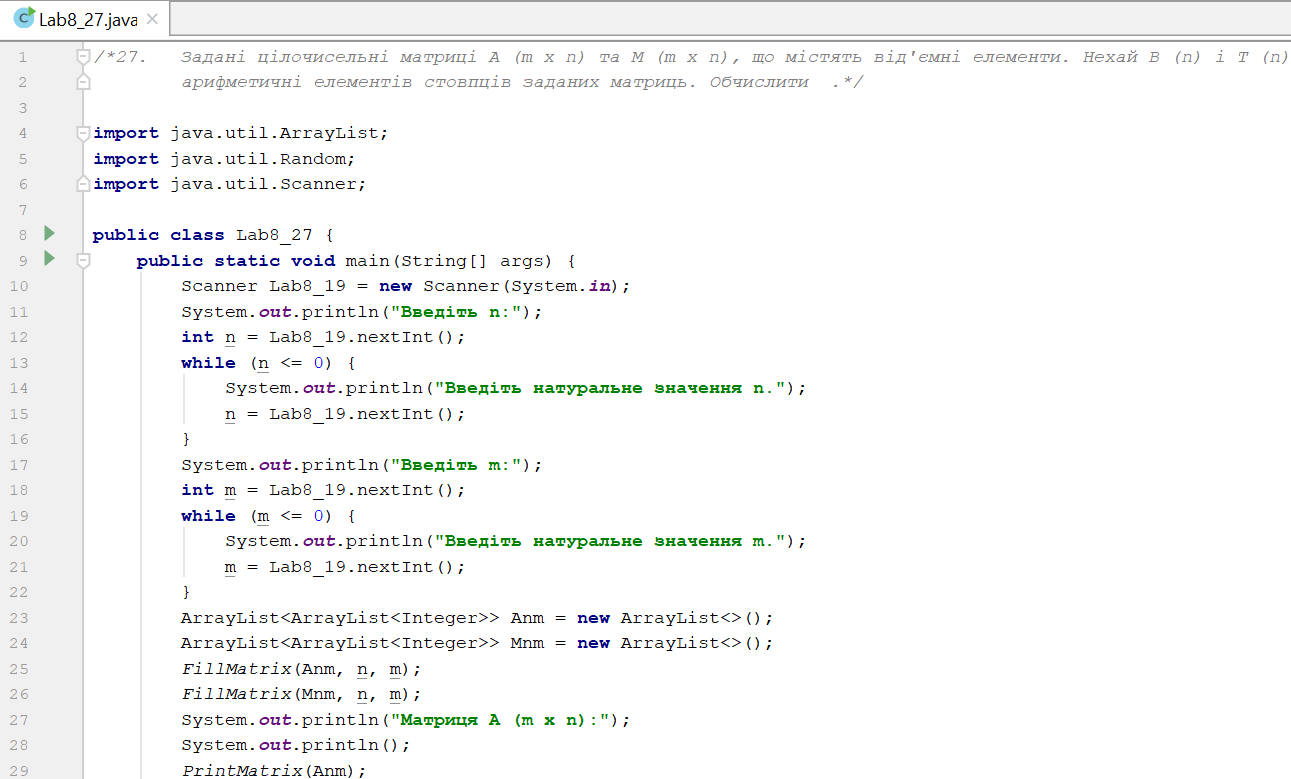 Lab8_27.java
1 /*27. Задані цілочисельні матриці A (m x n) та M (m x n), що містять від'ємні елементи. Нехай B (n) і T (n)
2 арифметичні елементів стовпців заданих матриць. Обчислити .*/
3
4 import java.util.ArrayList;
5 import java.util.Random;
6 import java.util.Scanner;
7
8 public class Lab8_27 {
9 public static void main(String[] args) {
10 Scanner Lab8_19 = new Scanner(System.in);
11 System.out.println("Введіть n:");
12 int n = Lab8_19.nextInt();
13 while (n <= 0) {
14 System.out.println("Введіть натуральне значення n.");
15 n = Lab8_19.nextInt();
16 }
17 System.out.println("Введіть m:");
18 int m = Lab8_19.nextInt();
19 while (m <= 0) {
20 System.out.println("Введіть натуральне значення m.");
21 m = Lab8_19.nextInt();
22 }
23 ArrayList<ArrayList<Integer>> Anm = new ArrayList<>();
24 ArrayList<ArrayList<Integer>> Mnm = new ArrayList<>();
25 FillMatrix(Anm, n, m);
26 FillMatrix(Mnm, n, m);
27 System.out.println("Матриця A (m x n):");
28 System.out.println();
29 PrintMatrix(Anm);